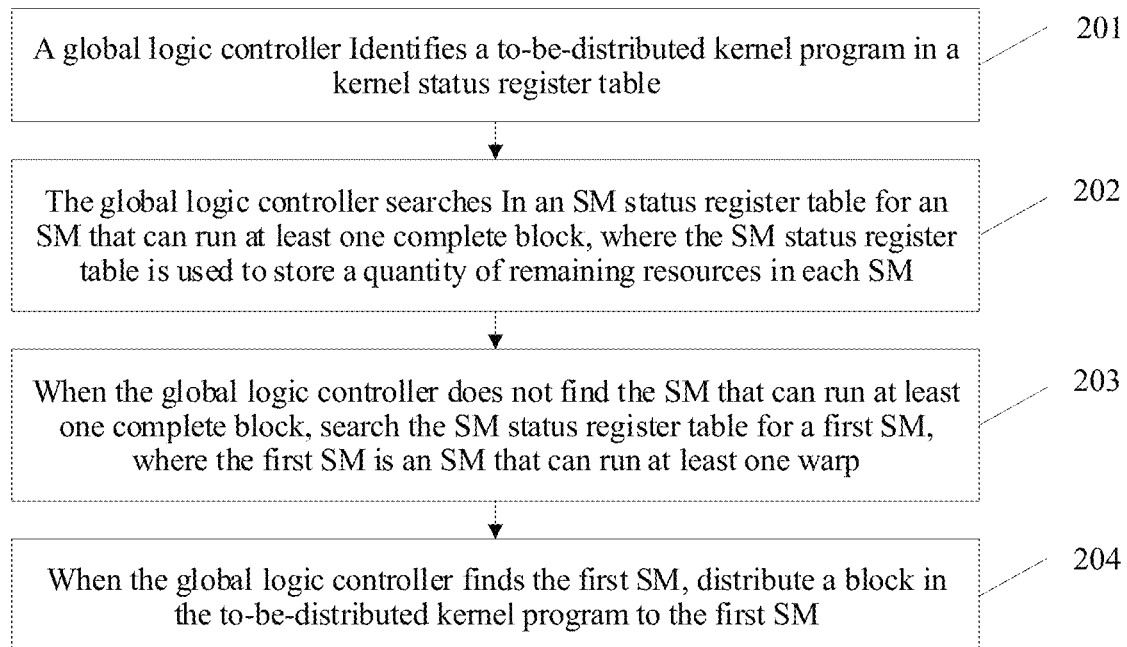 201
A global logic controller Identifies a to-be-distributed kernel program in a
kernel status register table
202
The global logic controller searches In an SM status register table for an
SM that can run at least one complete block, where the SM status register
table is used to store a quantity of remaining resources in each SM
203
When the global logic controller does not find the SM that can run at least
one complete block, search the SM status register table for a first SM,
where the first SM is an SM that can run at least one warp
204
When the global logic controller finds the first SM, distribute a block in
the to-be-distributed kernel program to the first SM